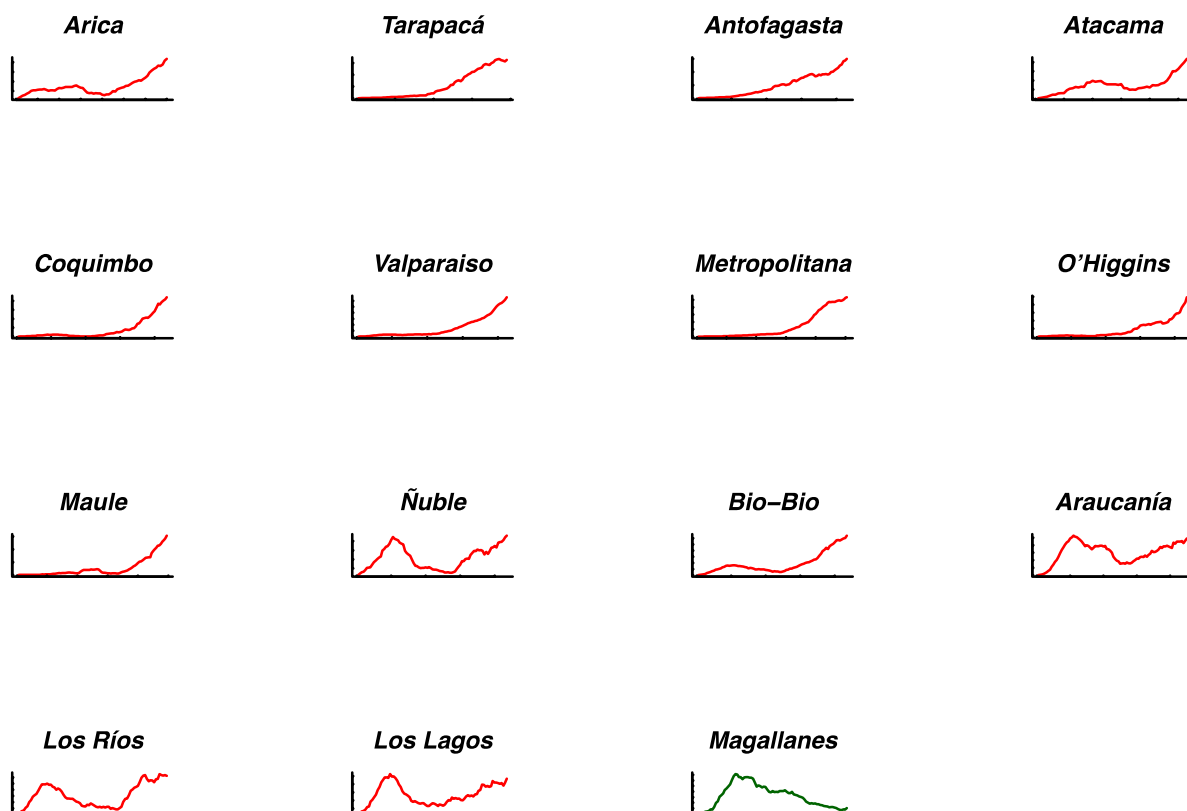 Arica
Tarapacá
Antofagasta
Atacama
Coquimbo
Valparaiso
Metropolitana
O’Higgins
Maule
Ñuble
Bio−Bio
Araucanía
Los Ríos
Los Lagos
Magallanes